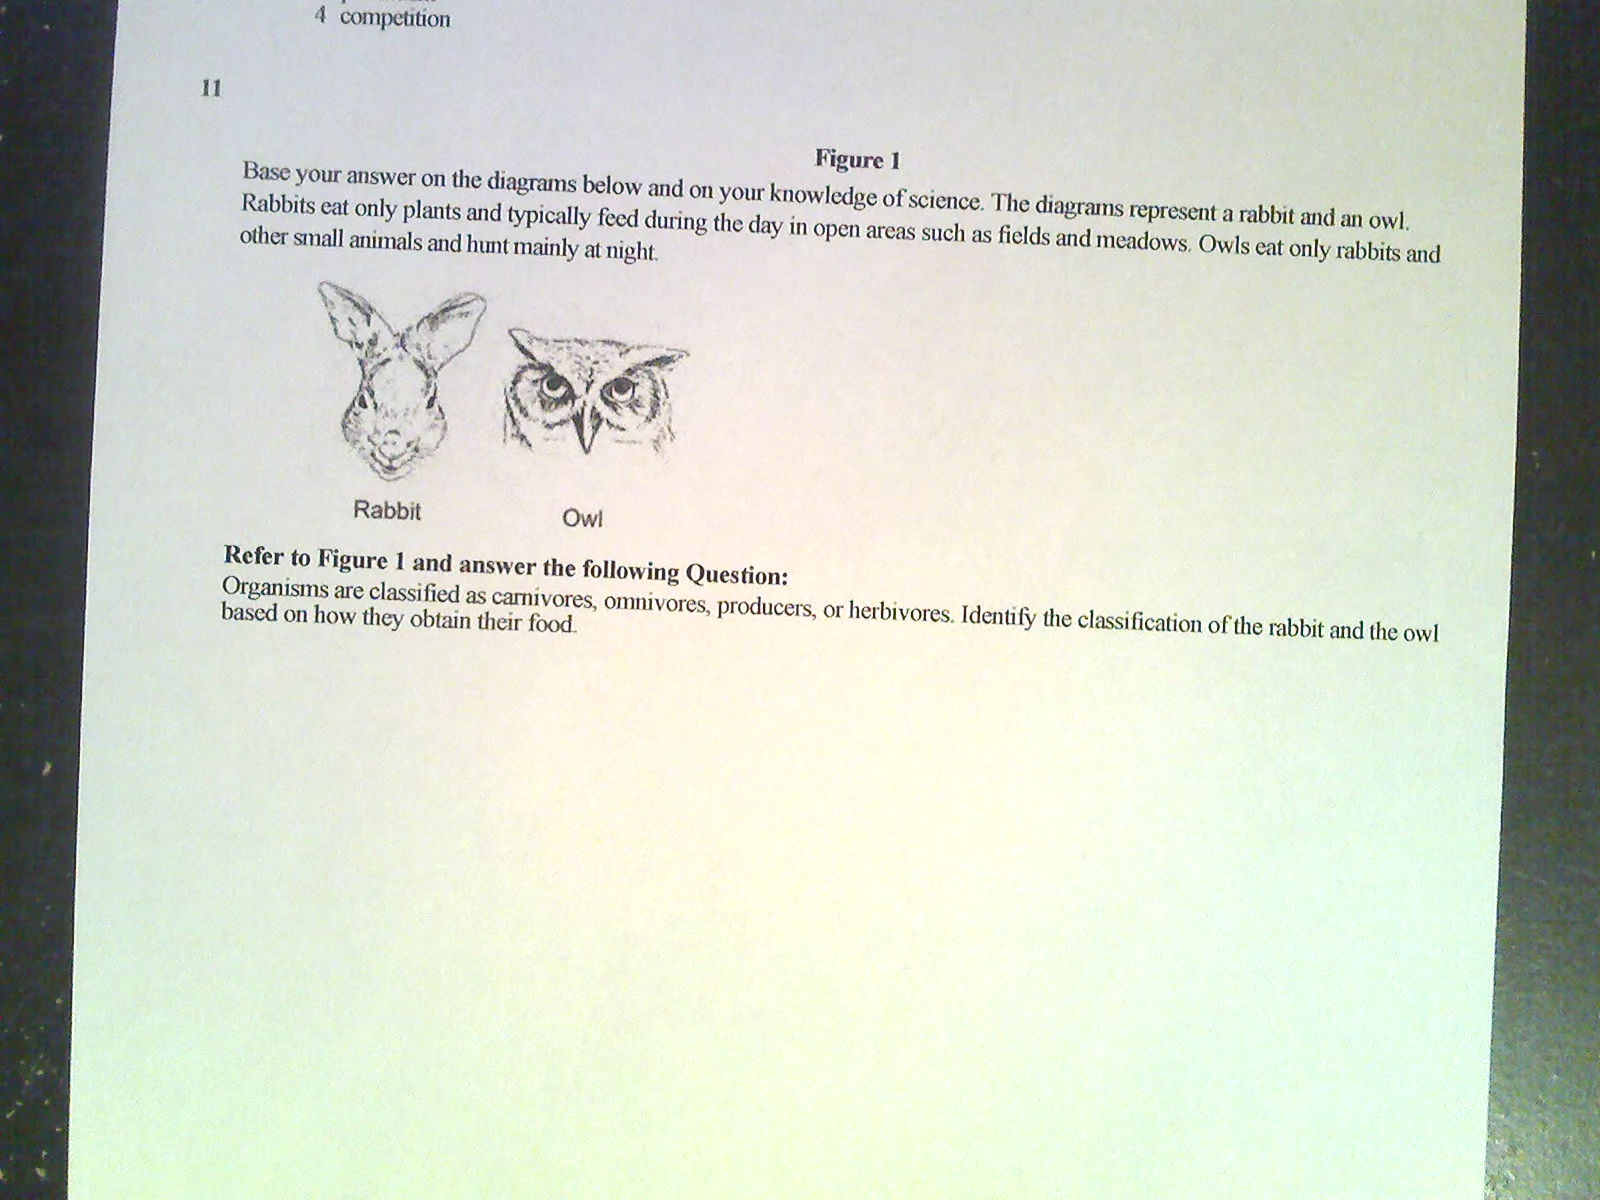 4 competition
11
Figure 1
Base your answer on the diagrams below and on your knowledge of science. The diagrams represent a rabbit and an owl.
Rabbits eat only plants and typically feed during the day in open areas such as fields and meadows. Owls eat only rabbits and
other small animals and hunt mainly at night.
Rabbit
Owl
Refer to Figure 1 and answer the following Question:
Organisms are classified as carnivores, omnivores, producers, or herbivores. Identify the classification of the rabbit and the owl
based on how they obtain their food.